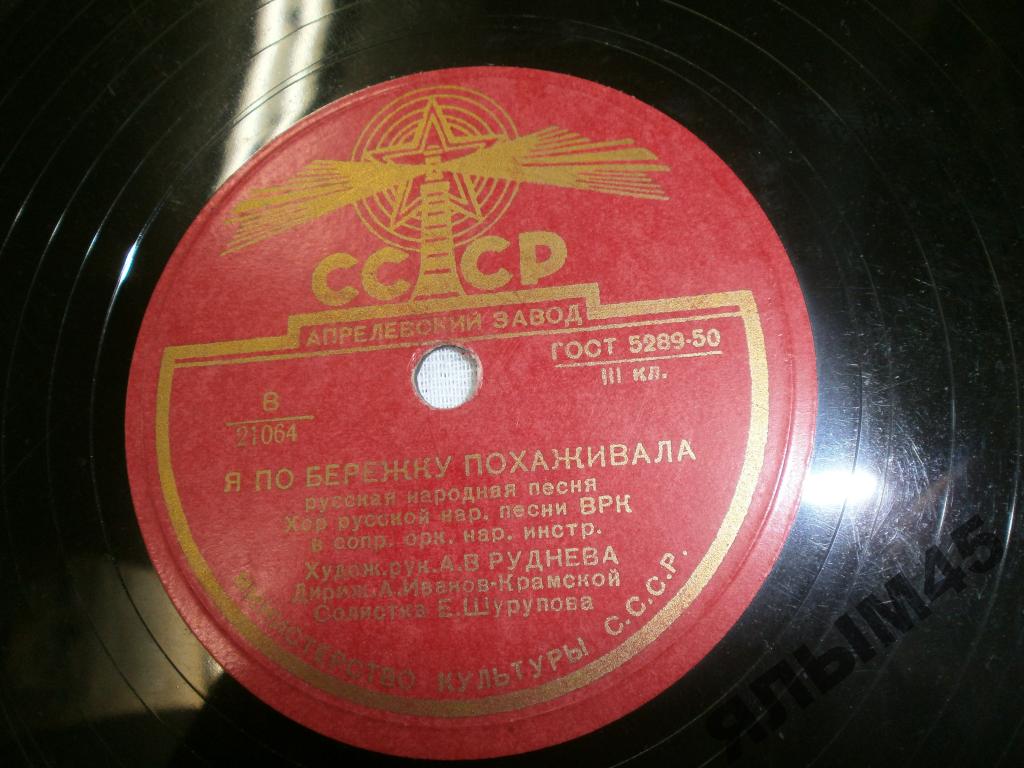 СССР
АПРЕЛЕВСКИЙ ЗАВОД
ГОСТ 5289-50
III кл.
В
21064
Я ПО БЕРЕЖКУ ПОХАЖИВАЛА
русская народная песня
Хор русской нар. песни ВРК
в сопр. орк. нар. инстр.
Худож.рук.А.В РУДНЕВА
Дириж.А.Иванов-Крамской
Солистка Е.Шурупова
МИНИСТЕРСТВО КУЛЬТУРЫ С.С.С.Р.
ЯЛЫМ45